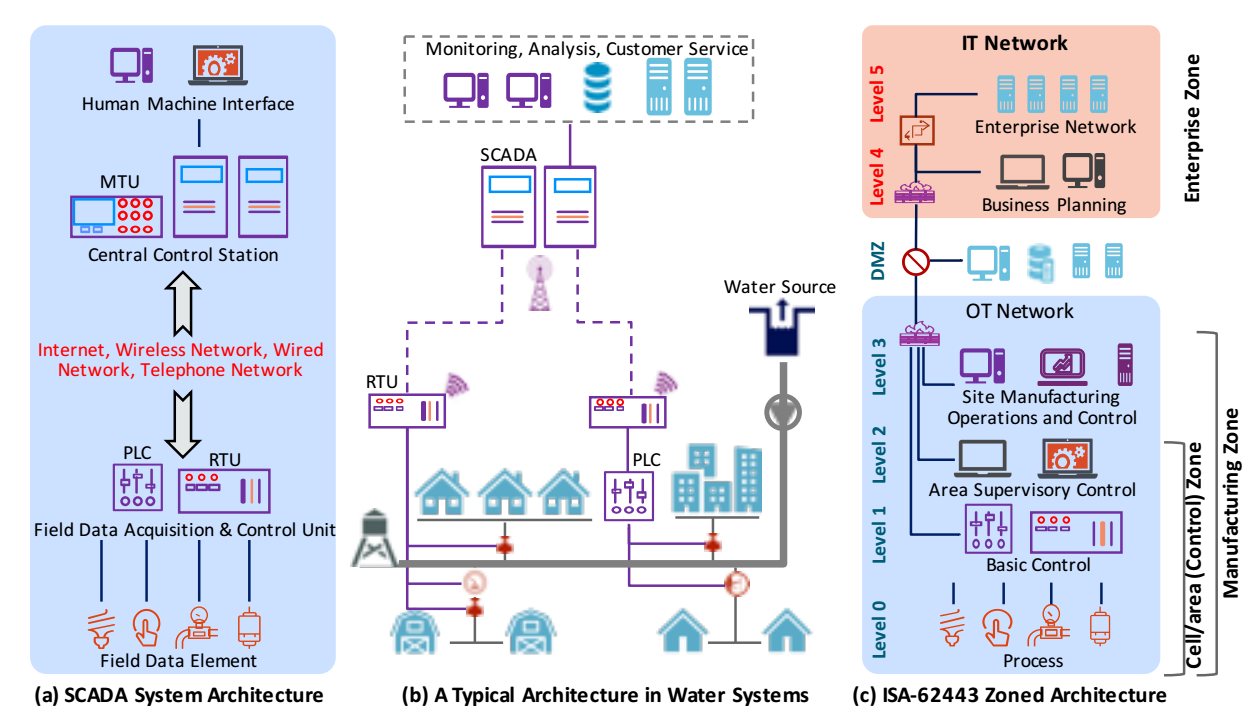 Human Machine Interface
MTU
Central Control Station
Internet, Wireless Network, Wired
Network, Telephone Network
PLC
RTU
Field Data Acquisition & Control Unit
Field Data Element
(a) SCADA System Architecture
Monitoring, Analysis, Customer Service
SCADA
Water Source
RTU
PLC
(b) A Typical Architecture in Water Systems
IT Network
Level 5
Enterprise Network
Level 4
Business Planning
Enterprise Zone
DMZ
OT Network
Level 3
Site Manufacturing
Operations and Control
Level 2
Area Supervisory Control
Level 1
Basic Control
Level 0
Process
Cell/area (Control) Zone
Manufacturing Zone
(c) ISA-62443 Zoned Architecture